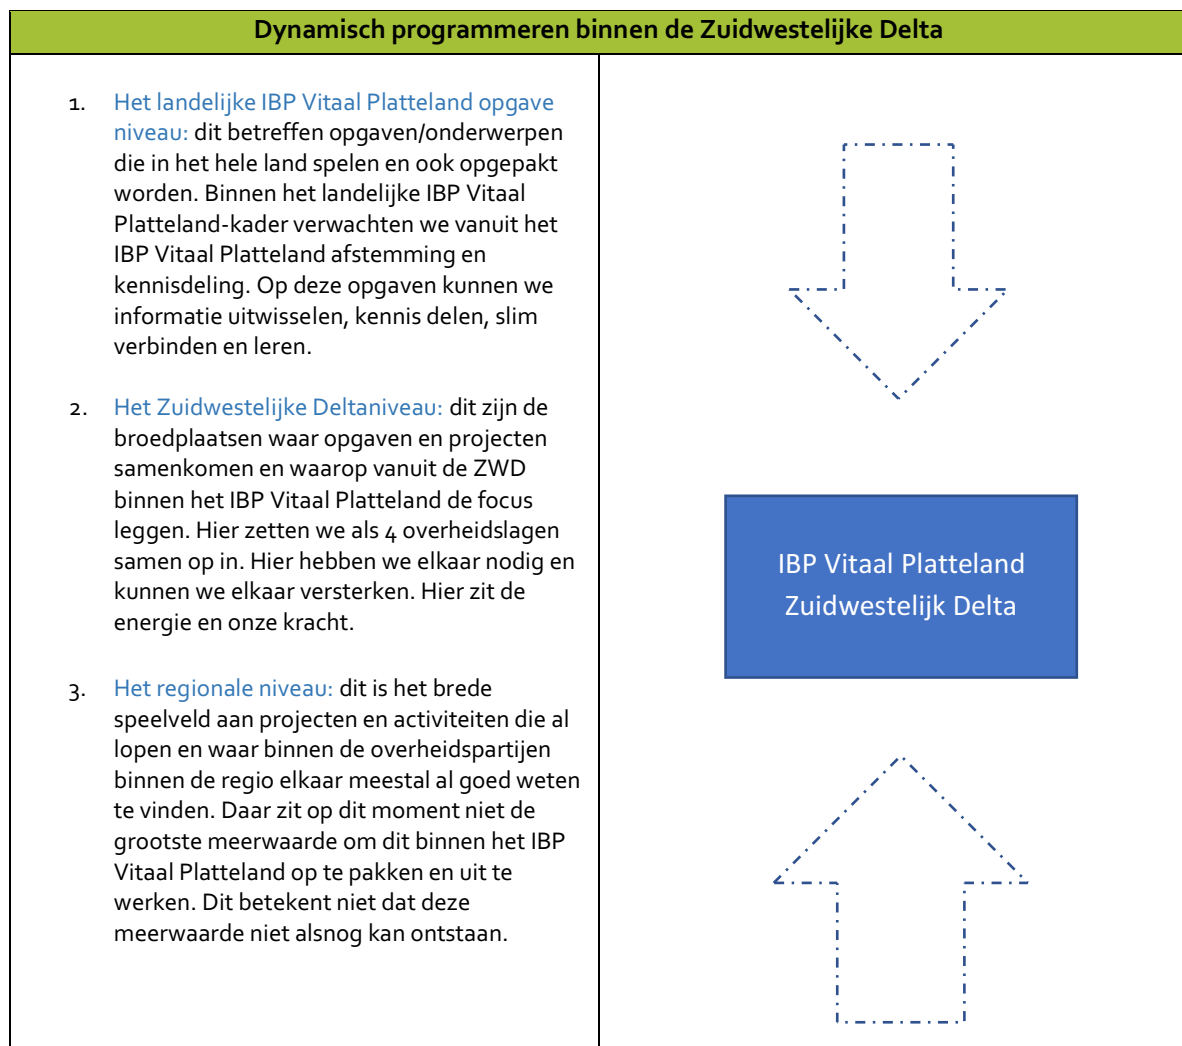 Dynamisch programmeren binnen de Zuidwestelijke Delta
1. Het landelijke IBP Vitaal Platteland opgave
niveau: dit betreffen opgaven/onderwerpen
die in het hele land spelen en ook opgepakt
worden. Binnen het landelijke IBP Vitaal
Platteland-kader verwachten we vanuit het
IBP Vitaal Platteland afstemming en
kennisdeling. Op deze opgaven kunnen we
informatie uitwisselen, kennis delen, slim
verbinden en leren.
2. Het Zuidwestelijke Deltaniveau: dit zijn de
broedplaatsen waar opgaven en projecten
samenkomen en waarop vanuit de ZWD
binnen het IBP Vitaal Platteland de focus
leggen. Hier zetten we als 4 overheidslagen
samen op in. Hier hebben we elkaar nodig en
kunnen we elkaar versterken. Hier zit de
energie en onze kracht.
3. Het regionale niveau: dit is het brede
speelveld aan projecten en activiteiten die al
lopen en waar binnen de overheidspartijen
binnen de regio elkaar meestal al goed weten
te vinden. Daar zit op dit moment niet de
grootste meerwaarde om dit binnen het IBP
Vitaal Platteland op te pakken en uit te
werken. Dit betekent niet dat deze
meerwaarde niet alsnog kan ontstaan.
IBP Vitaal Platteland
Zuidwestelijk Delta